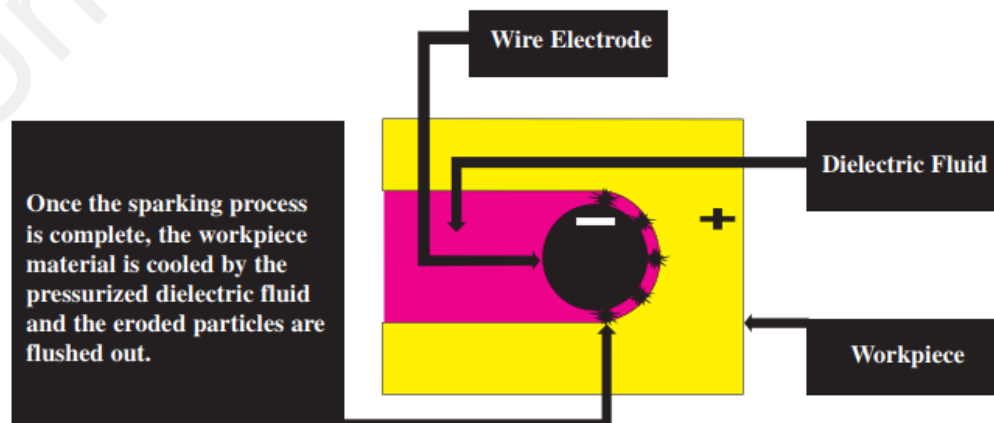 Wire Electrode
Dielectric Fluid
Once the sparking process
is complete, the workpiece
material is cooled by the
pressurized dielectric fluid
and the eroded particles are
flushed out.
+
Workpiece